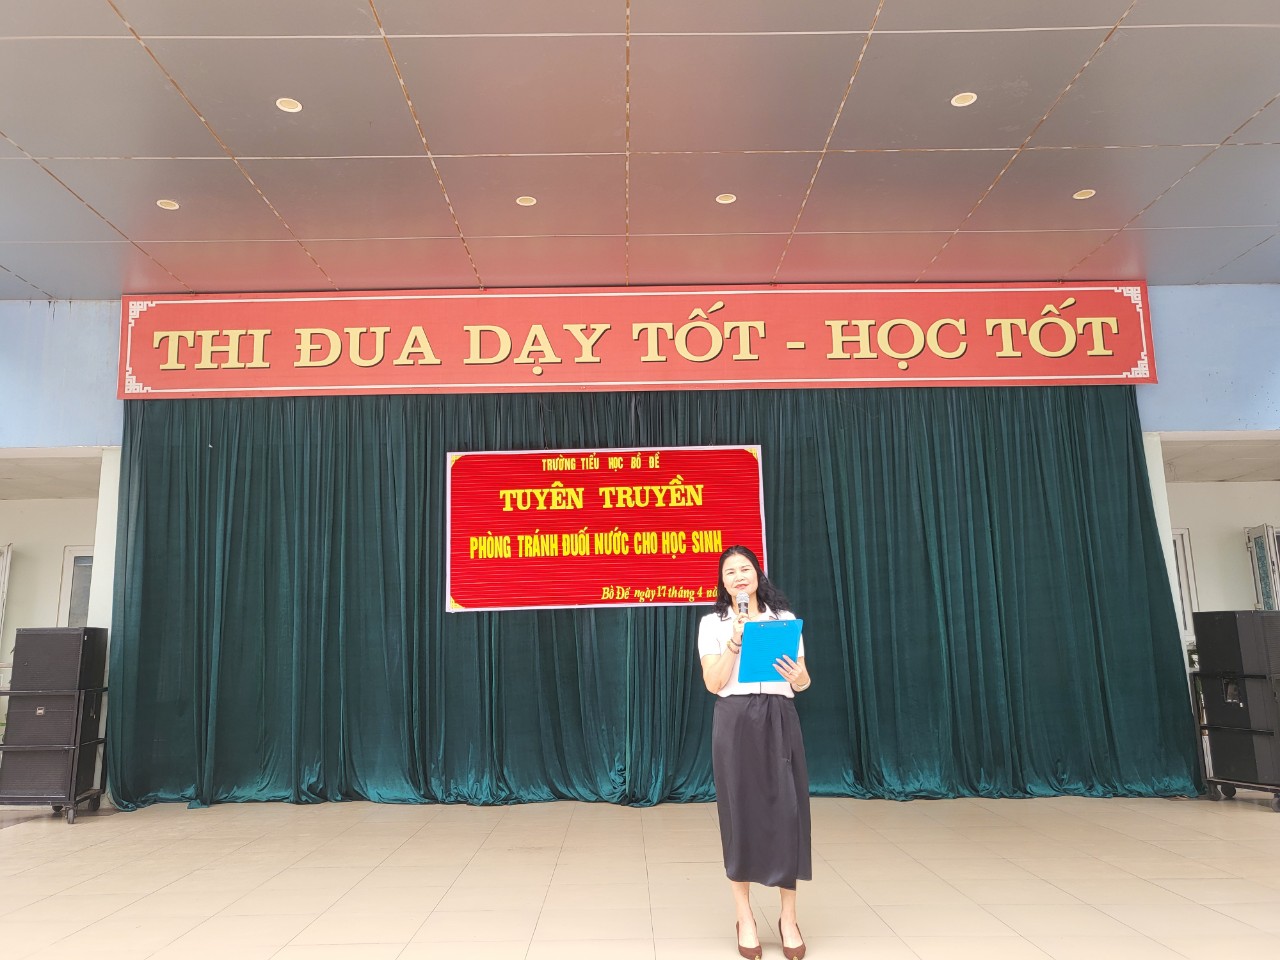 THI ĐUA DẠY TỐT - HỌC TỐT
TRƯỜNG TIỂU HỌC BỒ ĐỀ
TUYÊN TRUYỀN
PHÒNG TRÁNH ĐUỐI NƯỚC CHO HỌC SINH
Bồ Đề ngày 17 tháng 4